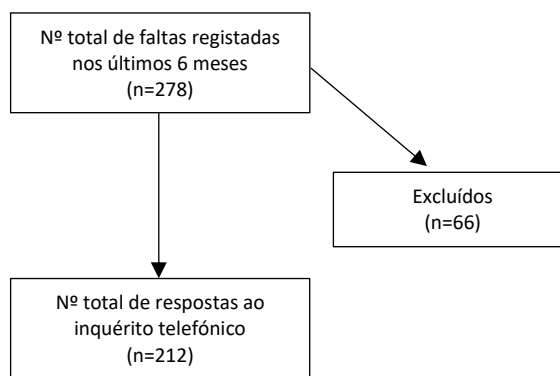 Nº total de faltas registadas
nos últimos 6 meses
(n=278)
Excluídos
(n=66)
Nº total de respostas ao
inquérito telefónico
(n=212)